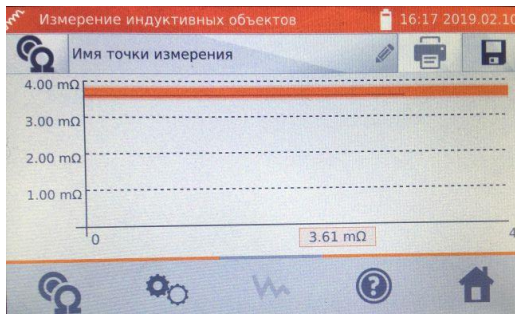 Измерение индуктивных объектов 16:17 2019.02.10
Имя точки измерения
4.00 mΩ
3.00 mΩ
2.00 mΩ
1.00 mΩ
0 3.61 mΩ 4